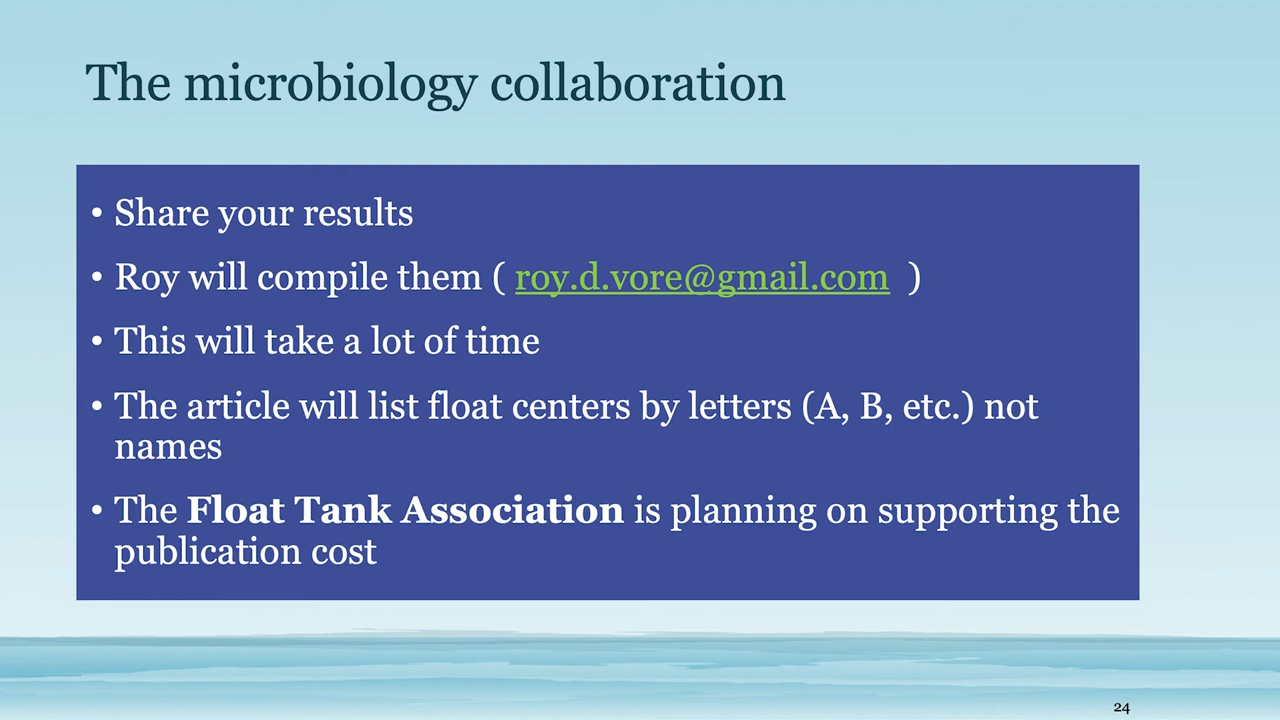 The microbiology collaboration
• Share your results
• Roy will compile them ( roy.d.vore@gmail.com )
• This will take a lot of time
• The article will list float centers by letters (A, B, etc.) not
names
• The Float Tank Association is planning on supporting the
publication cost
24